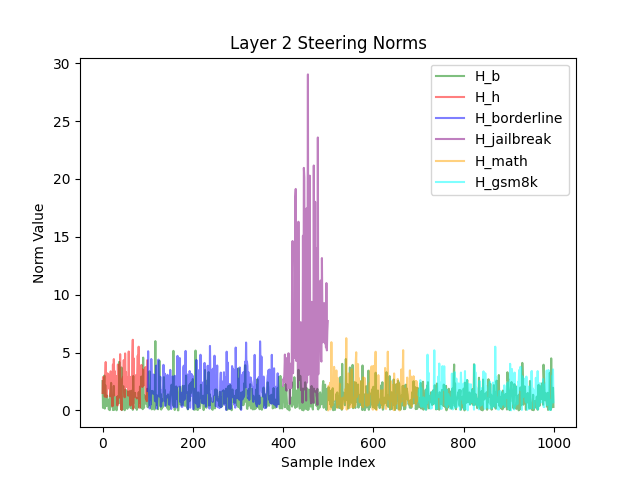 Layer 2 Steering Norms
Norm Value
30
25
20
15
10
5
0
H_b
H_h
H_borderline
H_jailbreak
H_math
H_gsm8k
0
200
400
600
800
1000
Sample Index